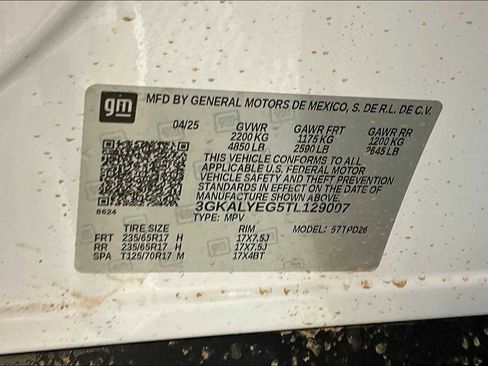 gm
MFD BY GENERAL MOTORS DE MEXICO, S. DE R.L. DE C.V.
04/25 GVWR GAWR FRT GAWR RR
2200 KG 1175 KG 1200 KG
4850 LB 2590 LB 2645 LB
THIS VEHICLE CONFORMS TO ALL
APPLICABLE U.S. FEDERAL MOTOR
VEHICLE SAFETY AND THEFT PREVENTION
STANDARDS IN EFFECT ON THE DATE OF
MANUFACTURE SHOWN ABOVE.
3GKALYEG5TL129007
8624
TYPE: MPV
TIRE SIZE RIM MODEL: 57TPD26
FRT 235/65R17 H 17X7.5J
RR 235/65R17 H 17X7.5J
SPA T125/70R17 M 17X4BT